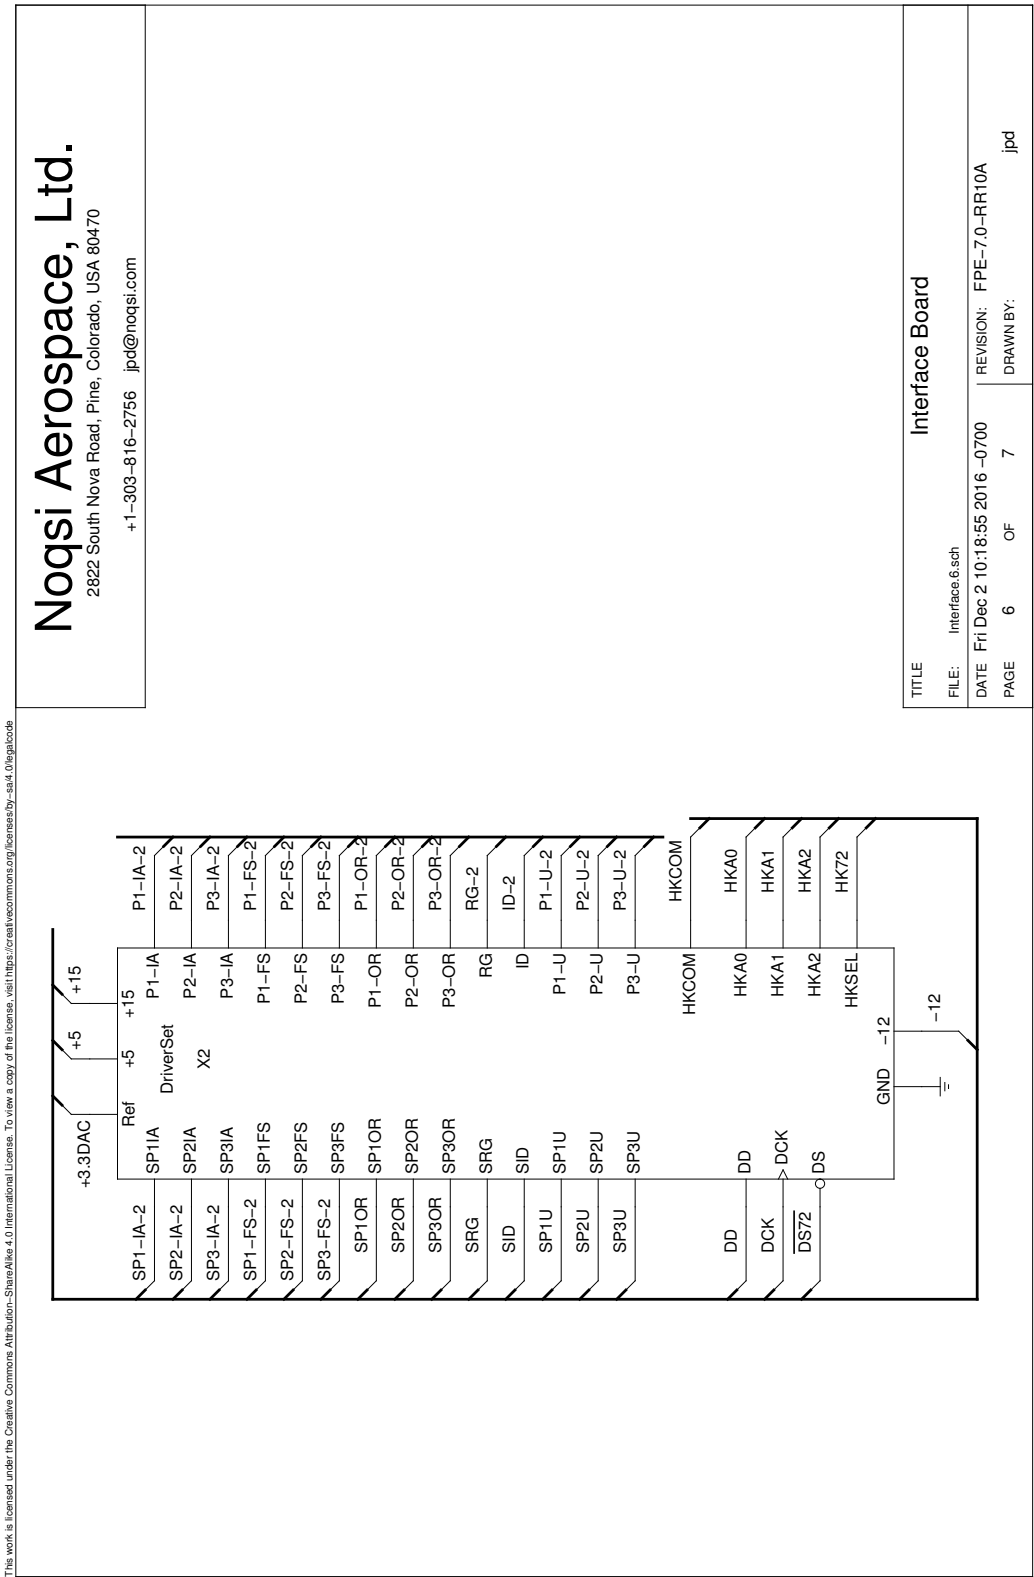 This work is licensed under the Creative Commons Attribution−ShareAlike 4.0 International License. To view a copy of the license, visit https://creativecommons.org/licenses/by−sa/4.0/legalcode
Noqsi Aerospace, Ltd.
2822 South Nova Road, Pine, Colorado, USA 80470
+1−303−816−2756 jpd@noqsi.com
+3.3DAC
+5
+15
Ref
+5
+15
DriverSet
X2
SP1−IA−2 SP1IA P1−IA P1−IA−2
SP2−IA−2 SP2IA P2−IA P2−IA−2
SP3−IA−2 SP3IA P3−IA P3−IA−2
SP1−FS−2 SP1FS P1−FS P1−FS−2
SP2−FS−2 SP2FS P2−FS P2−FS−2
SP3−FS−2 SP3FS P3−FS P3−FS−2
SP1OR SP1OR P1−OR P1−OR−2
SP2OR SP2OR P2−OR P2−OR−2
SP3OR SP3OR P3−OR P3−OR−2
SRG SRG RG RG−2
SID SID ID ID−2
SP1U SP1U P1−U P1−U−2
SP2U SP2U P2−U P2−U−2
SP3U SP3U P3−U P3−U−2
HKCOM HKCOM
DD DD HKA0 HKA0
DCK DCK HKA1 HKA1
DS72 DS HKA2 HKA2
HKSEL HK72
GND −12
−12
TITLE
Interface Board
FILE: Interface.6.sch
DATE Fri Dec 2 10:18:55 2016 −0700 REVISION: FPE−7.0−RR10A
PAGE 6 OF 7 DRAWN BY: jpd